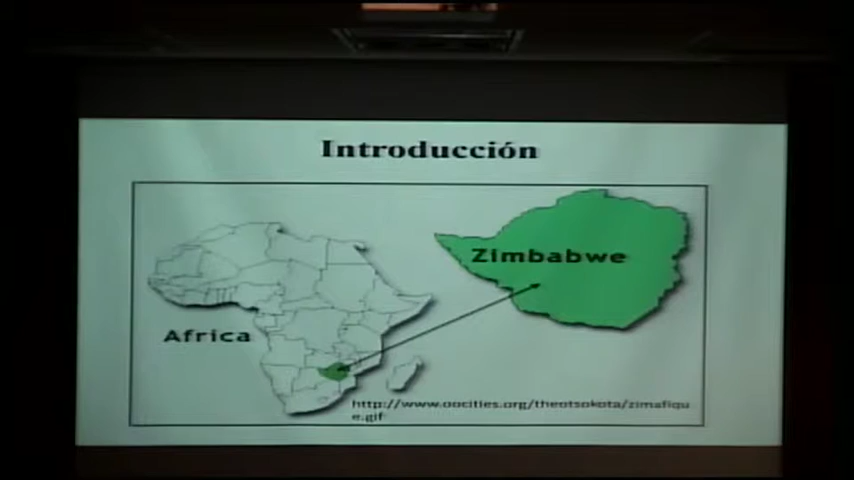 Introducción
Zimbabwe
Africa
http://www.oocities.org/theotsokota/zimafiqu
e.gif